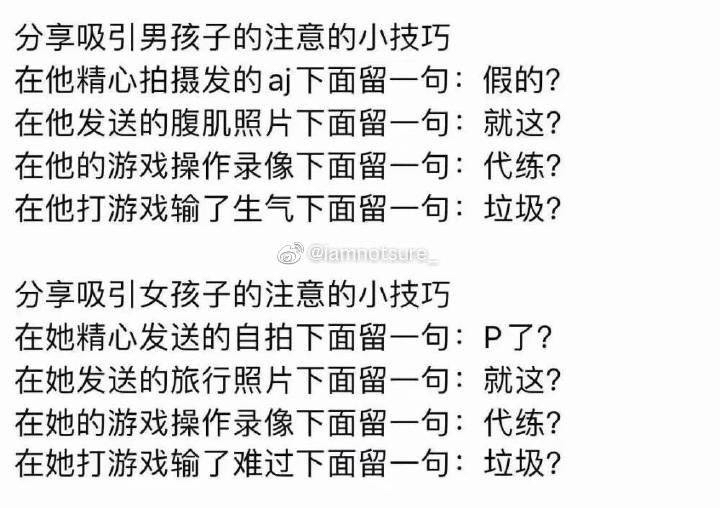 分享吸引男孩子的注意的小技巧
在他精心拍摄发的aj下面留一句：假的？
在他发送的腹肌照片下面留一句：就这？
在他的游戏操作录像下面留一句：代练？
在他打游戏输了生气下面留一句：垃圾？
@iamnotsure_
分享吸引女孩子的注意的小技巧
在她精心发送的自拍下面留一句：P了？
在她发送的旅行照片下面留一句：就这？
在她的游戏操作录像下面留一句：代练？
在她打游戏输了难过下面留一句：垃圾？